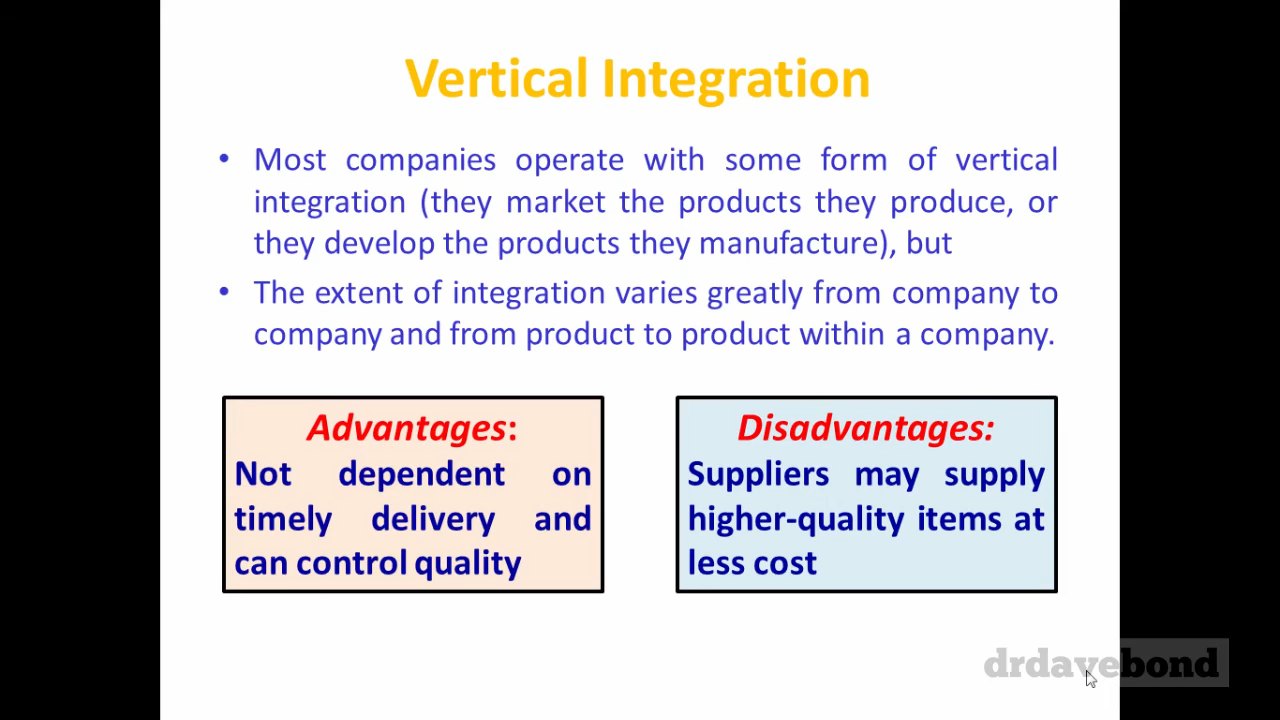 Vertical Integration
• Most companies operate with some form of vertical
integration (they market the products they produce, or
they develop the products they manufacture), but
• The extent of integration varies greatly from company to
company and from product to product within a company.
Advantages:
Not dependent on
timely delivery and
can control quality
Disadvantages:
Suppliers may supply
higher-quality items at
less cost
drdavebond